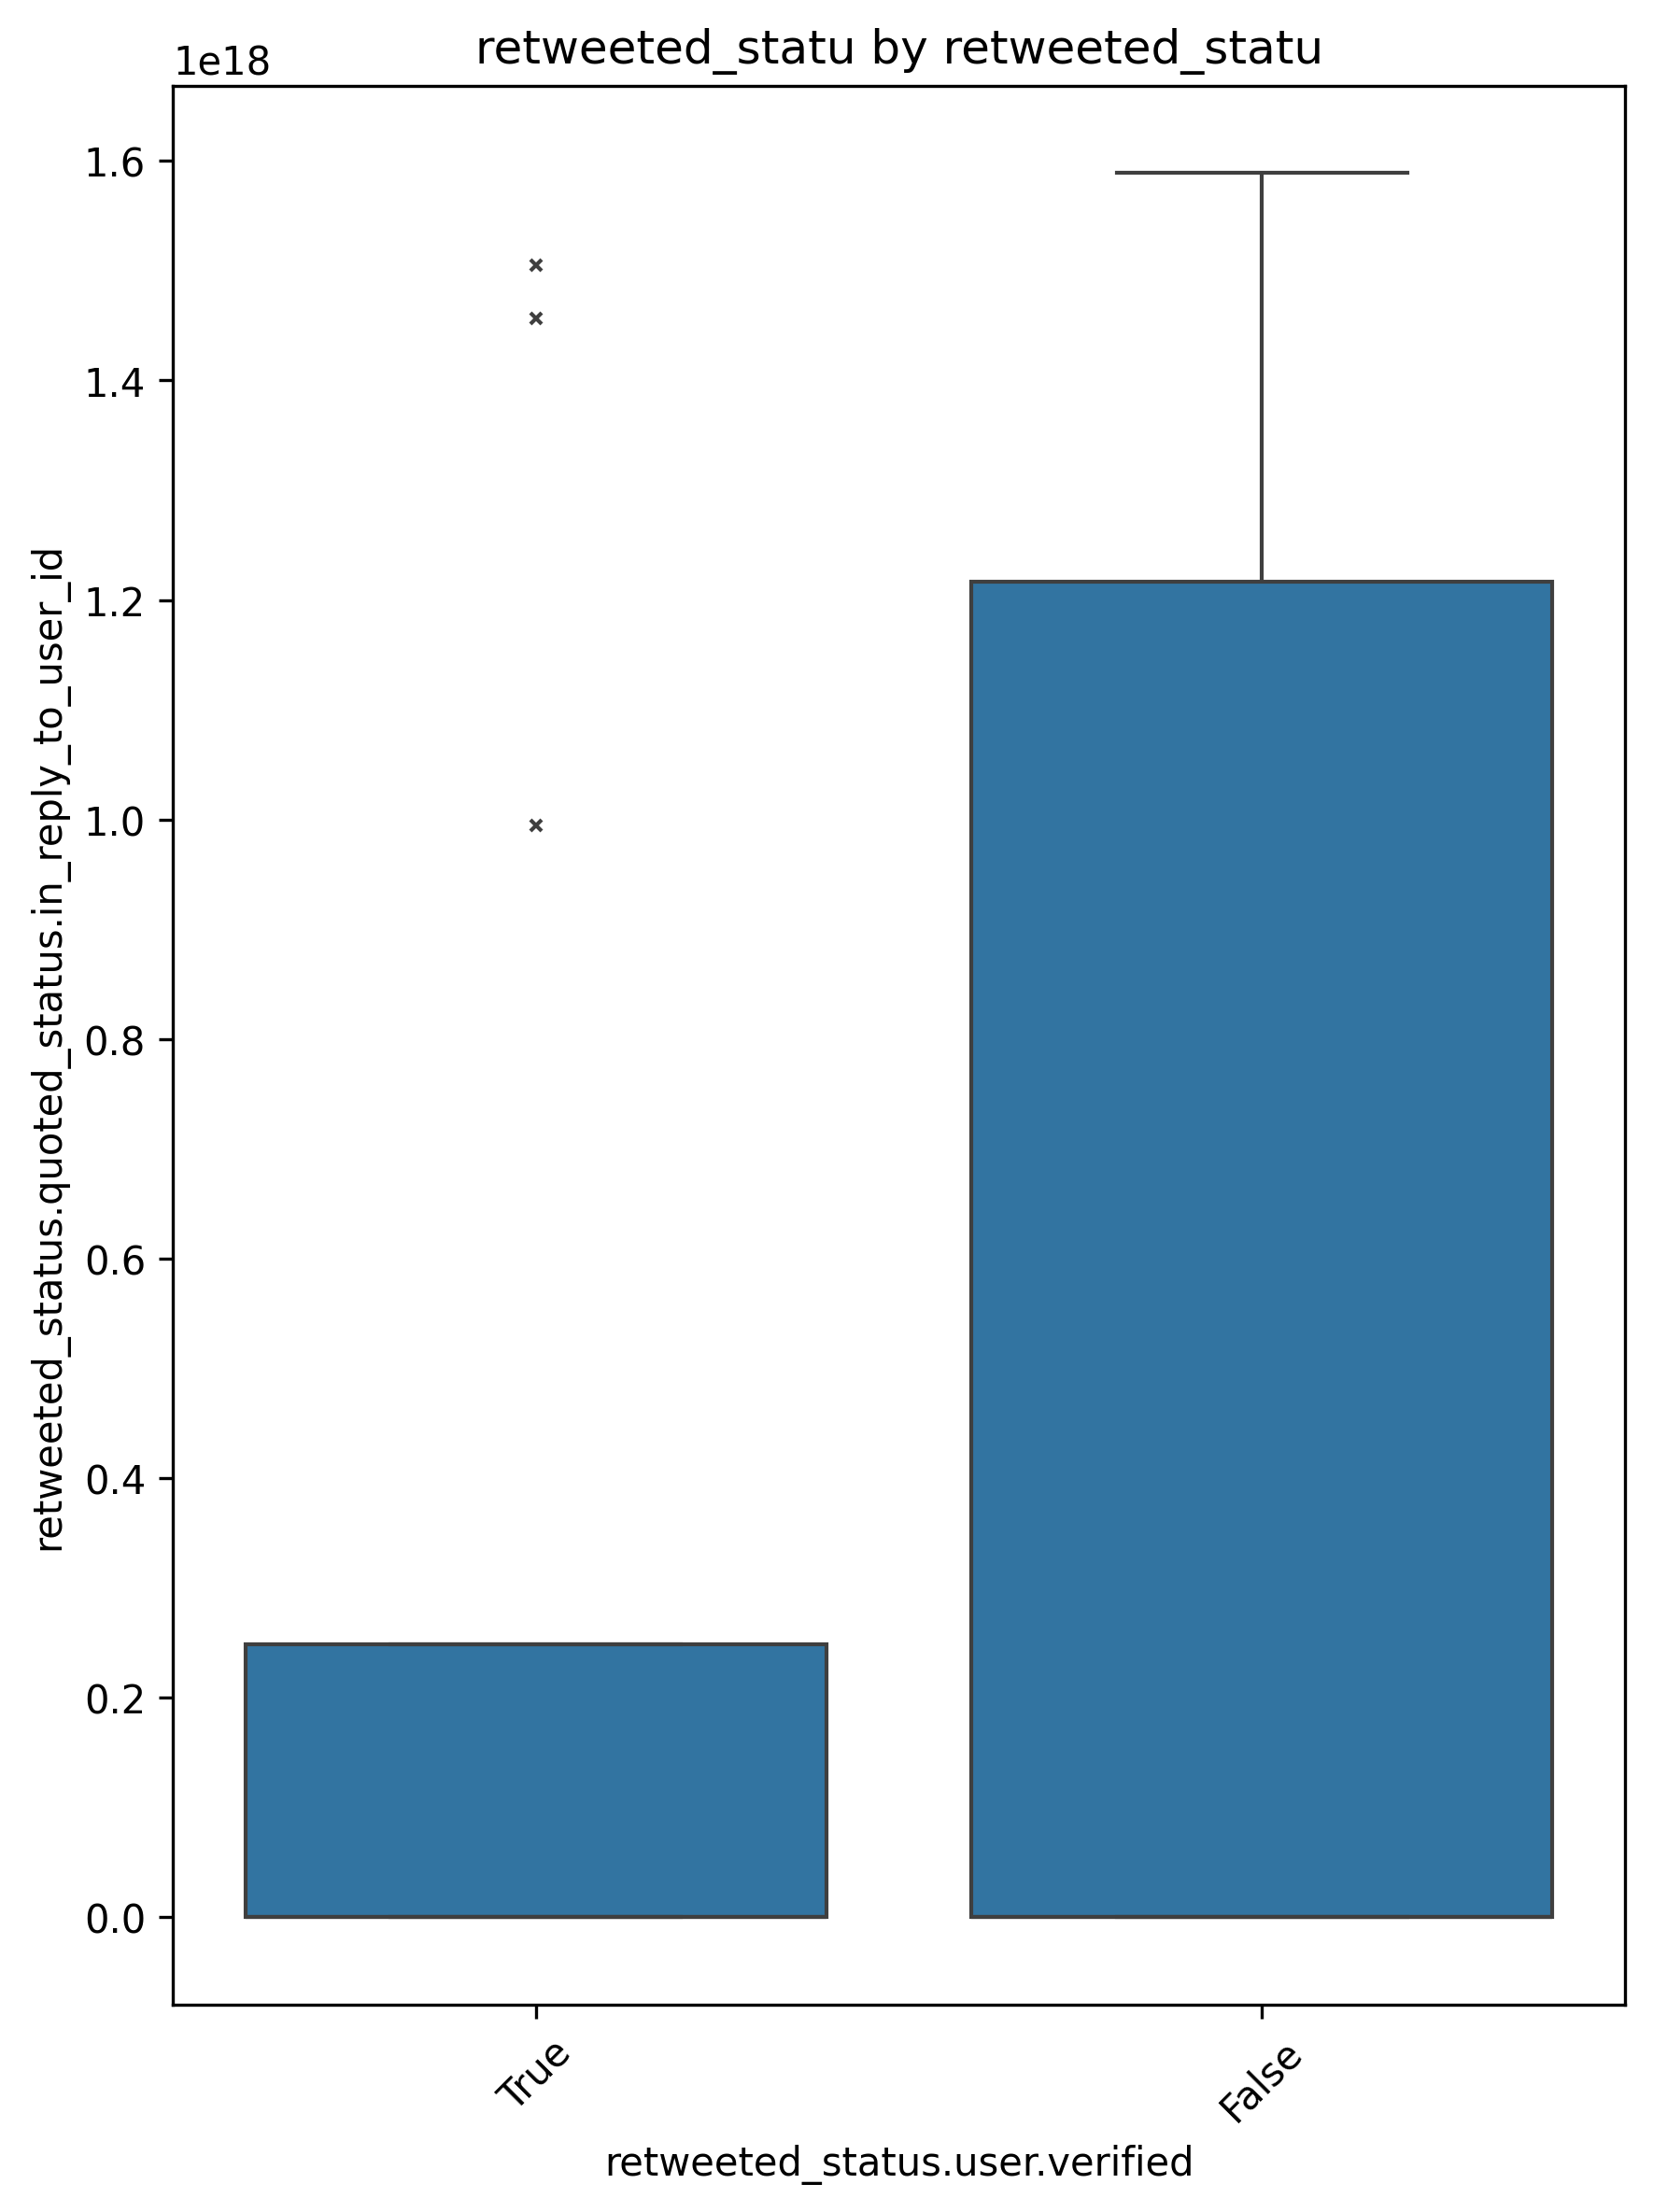 retweeted_statu by retweeted_statu
1e18
1.6
1.4
1.2
1.0
0.8
0.6
0.4
0.2
0.0
retweeted_status.quoted_status.in_reply_to_user_id
True
False
retweeted_status.user.verified